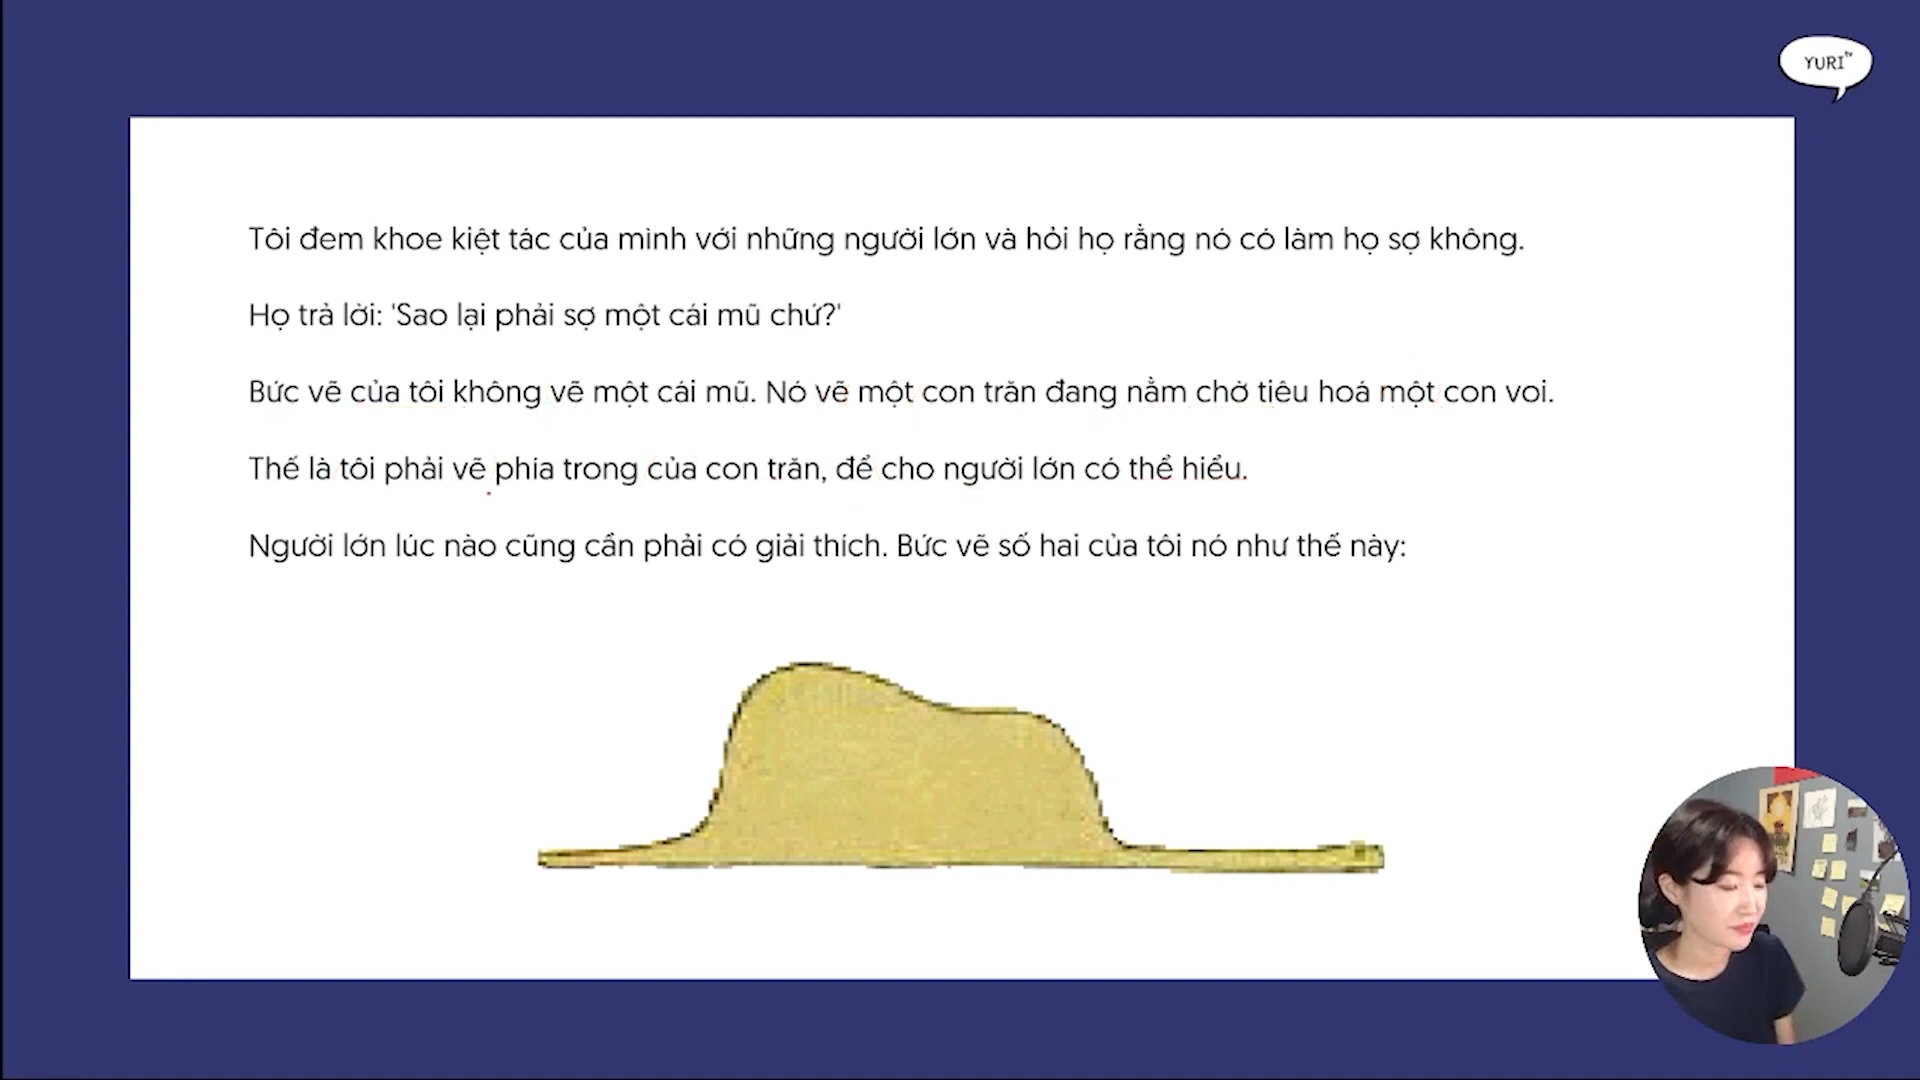 YURI tv
Tôi đem khoe kiệt tác của mình với những người lớn và hỏi họ rằng nó có làm họ sợ không.
Họ trả lời: 'Sao lại phải sợ một cái mũ chứ?'
Bức vẽ của tôi không vẽ một cái mũ. Nó vẽ một con trăn đang nằm chờ tiêu hoá một con voi.
Thế là tôi phải vẽ phía trong của con trăn, để cho người lớn có thể hiểu.
Người lớn lúc nào cũng cần phải có giải thích. Bức vẽ số hai của tôi nó như thế này: